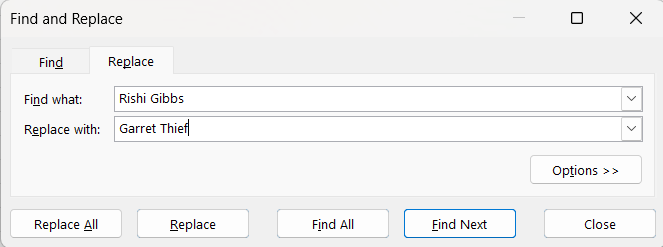 Find and Replace
Find
Replace
Find what:
Rishi Gibbs
Replace with:
Garret Thief
Options >>
Replace All
Replace
Find All
Find Next
Close